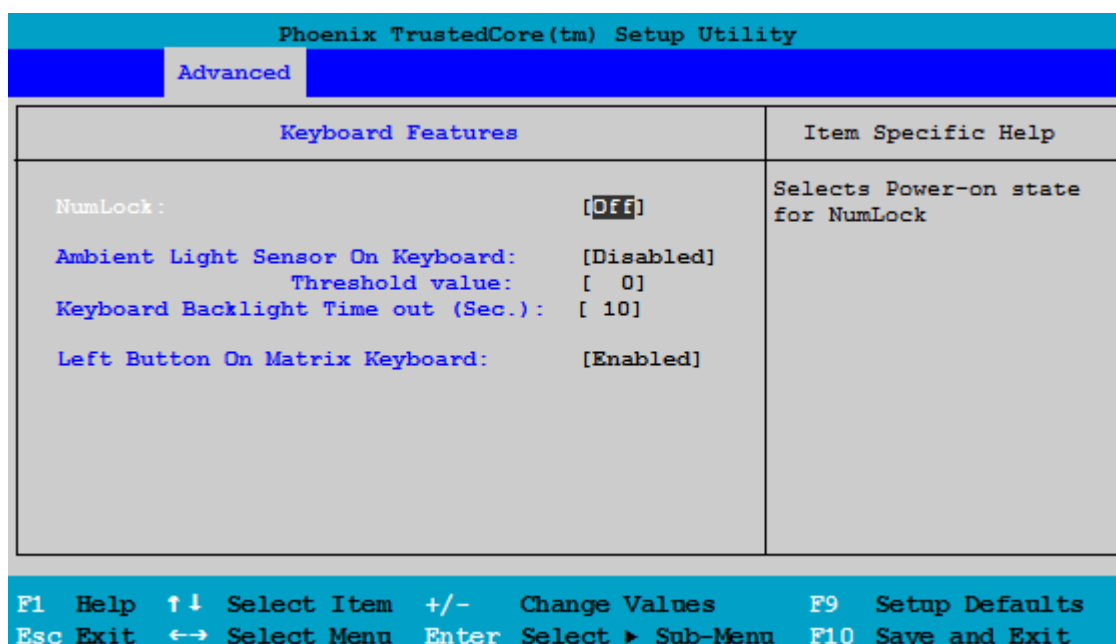 Phoenix TrustedCore(tm) Setup Utility
Advanced
Keyboard Features
Item Specific Help
NumLock: [Off]
Selects Power-on state
for NumLock
Ambient Light Sensor On Keyboard: [Disabled]
Threshold value: [ 0]
Keyboard Backlight Time out (Sec.): [ 10]
Left Button On Matrix Keyboard: [Enabled]
F1 Help ↑↓ Select Item +/- Change Values F9 Setup Defaults
Esc Exit ←→ Select Menu Enter Select ▶ Sub-Menu F10 Save and Exit